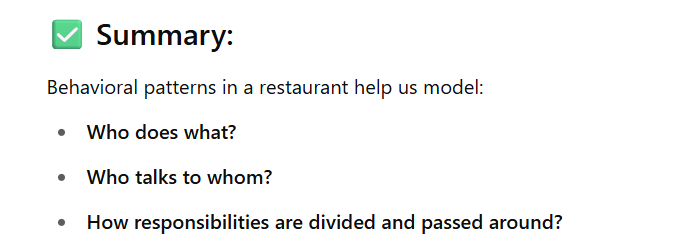 Summary:
Behavioral patterns in a restaurant help us model:
Who does what?
Who talks to whom?
How responsibilities are divided and passed around?